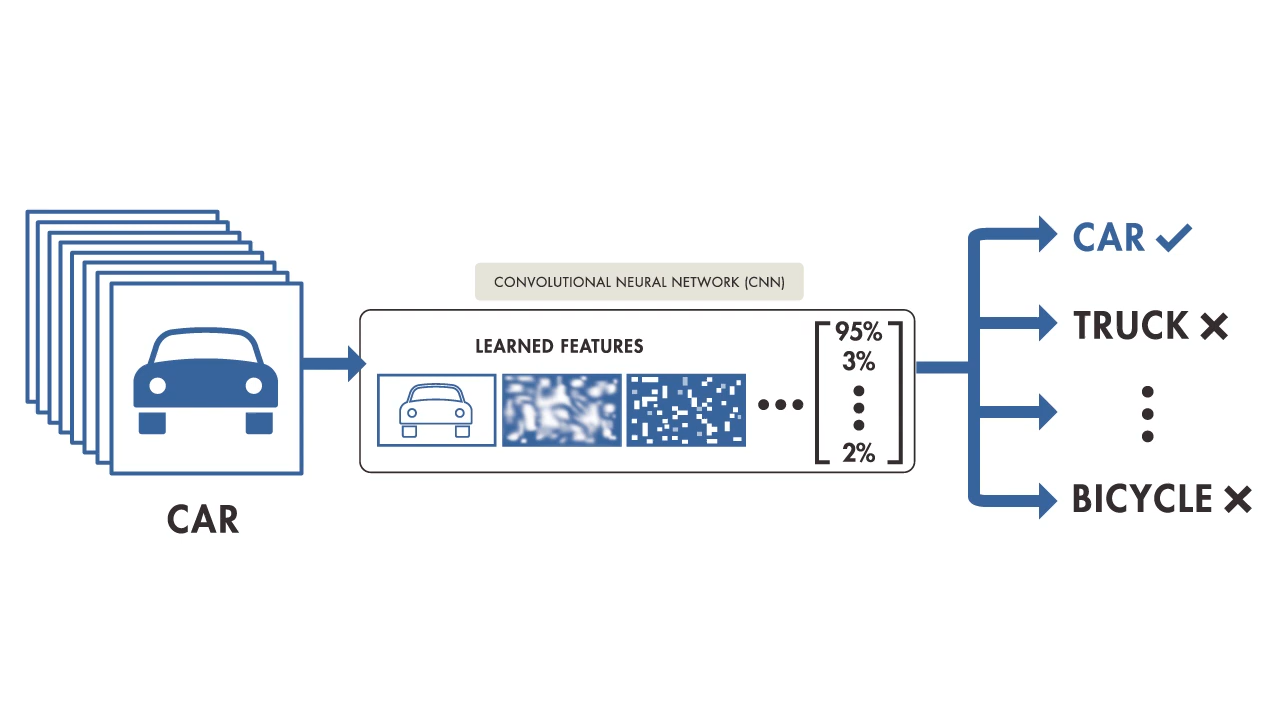 CAR
CONVOLUTIONAL NEURAL NETWORK (CNN)
LEARNED FEATURES
95%
3%
2%
CAR
TRUCK
BICYCLE